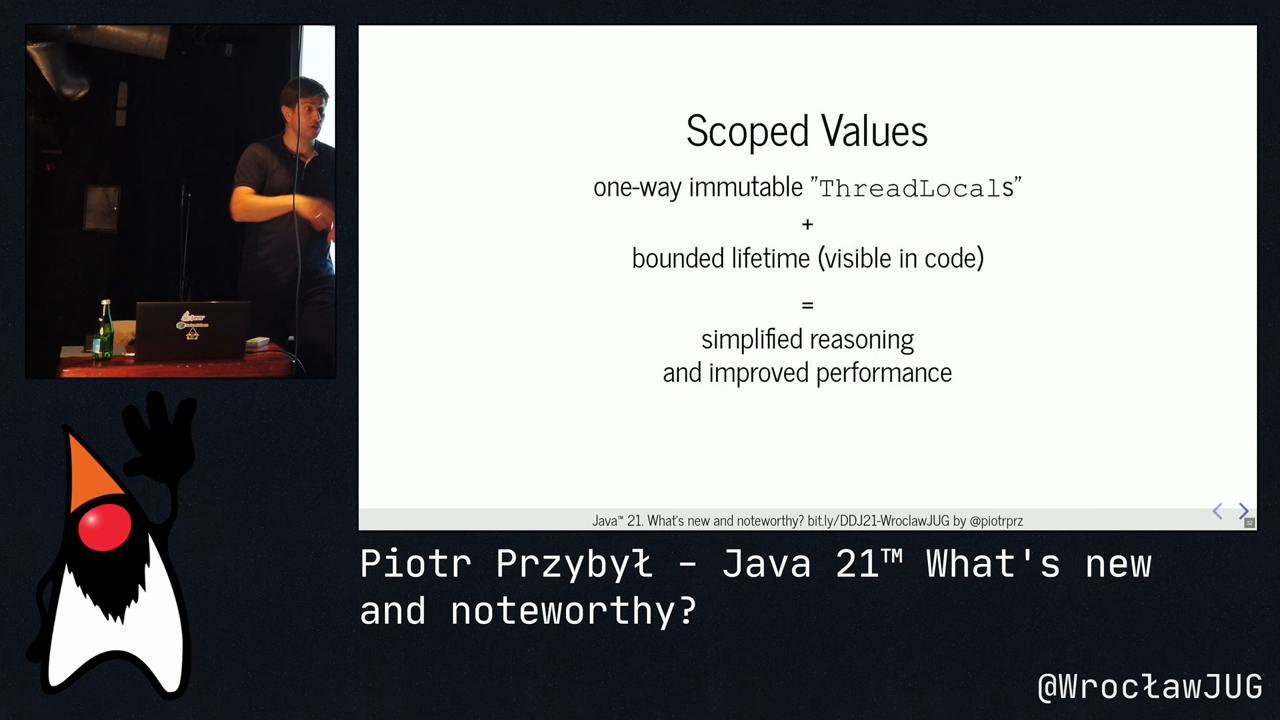 Scoped Values
one-way immutable "ThreadLocals"
+
bounded lifetime (visible in code)
=
simplified reasoning
and improved performance
Java™ 21. What's new and noteworthy? bit.ly/DDJ21-WroclawJUG by @piotrprz
32
Piotr Przybył – Java 21™ What's new
and noteworthy?
@WrocławJUG